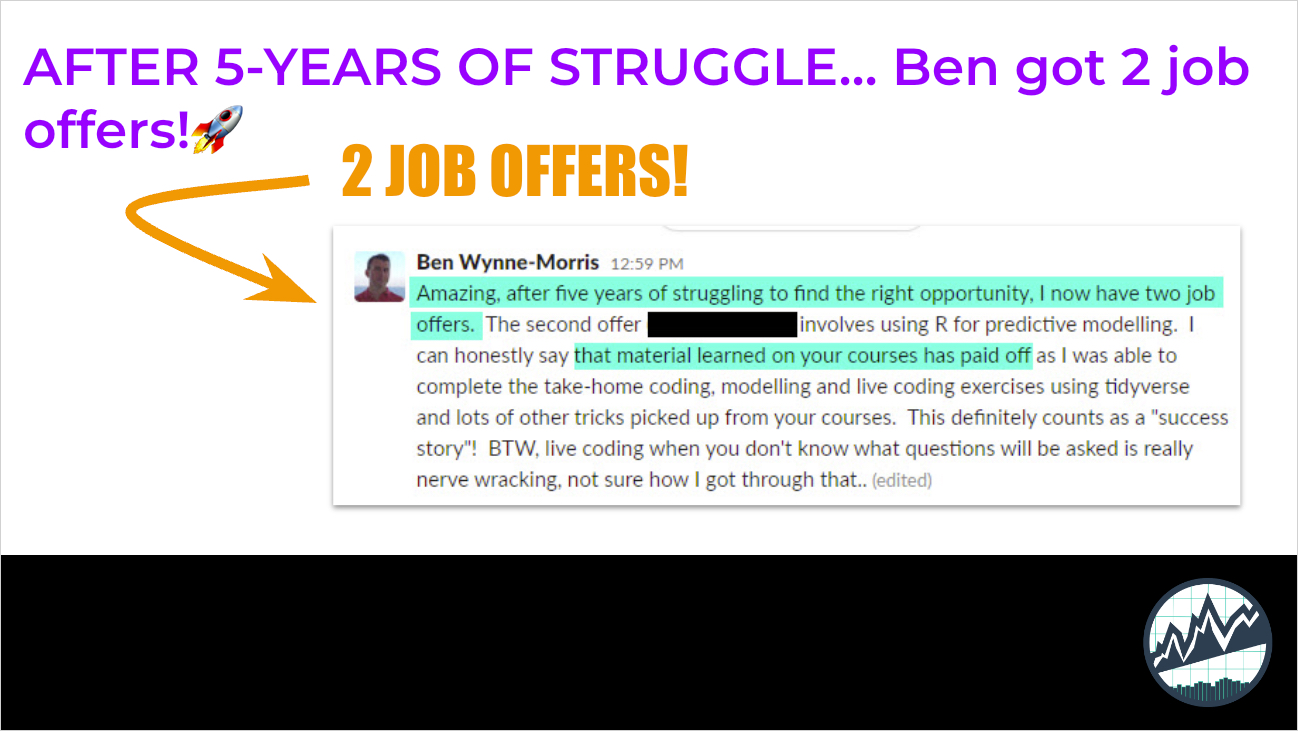 AFTER 5-YEARS OF STRUGGLE... Ben got 2 job
offers!🚀
2 JOB OFFERS!
Ben Wynne-Morris 12:59 PM
Amazing, after five years of struggling to find the right opportunity, I now have two job
offers. The second offer involves using R for predictive modelling. I
can honestly say that material learned on your courses has paid off as I was able to
complete the take-home coding, modelling and live coding exercises using tidyverse
and lots of other tricks picked up from your courses. This definitely counts as a "success
story"! BTW, live coding when you don't know what questions will be asked is really
nerve wracking, not sure how I got through that.. (edited)